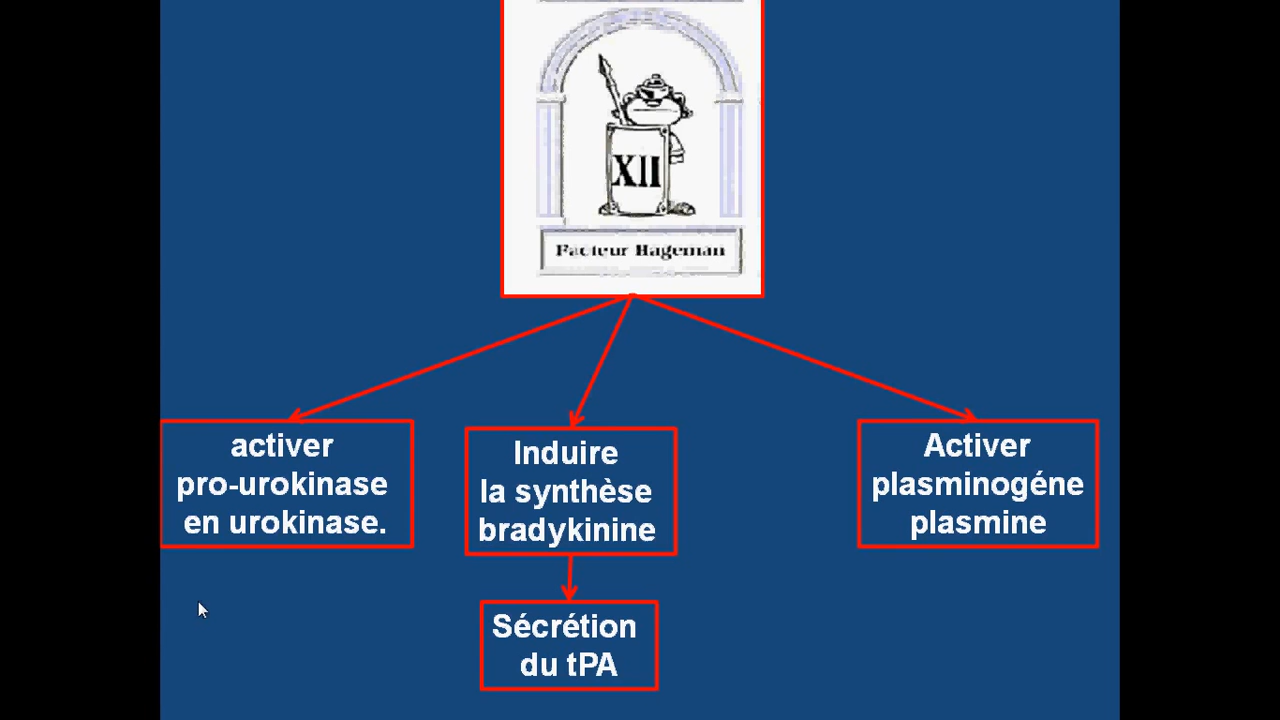 XII
Facteur Hageman
activer
pro-urokinase
en urokinase.
Induire
la synthèse
bradykinine
Activer
plasminogéne
plasmine
Sécrétion
du tPA